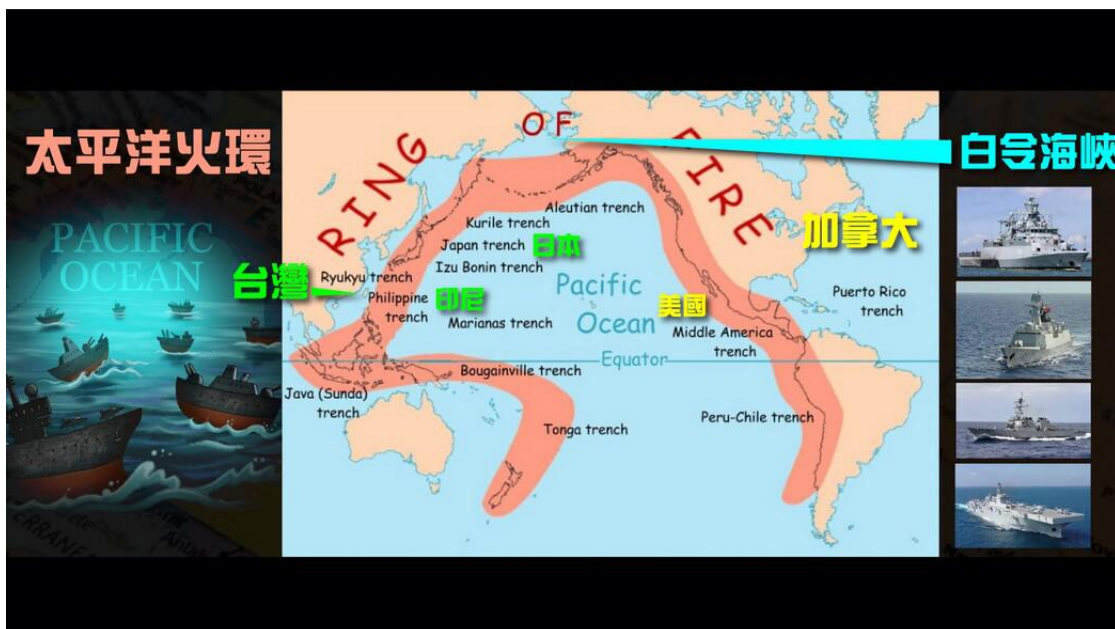 太平洋火環
PACIFIC
OCEAN
RING OF FIRE
白令海峽
Aleutian trench
Kurile trench
Japan trench
日本
加拿大
Izu Bonin trench
Ryukyu trench
台灣
Philippine
trench
印尼
Marianas trench
Pacific
Ocean
美國
Puerto Rico
trench
Middle America
trench
Equator
Bougainville trench
Java (Sunda)
trench
Tonga trench
Peru-Chile trench